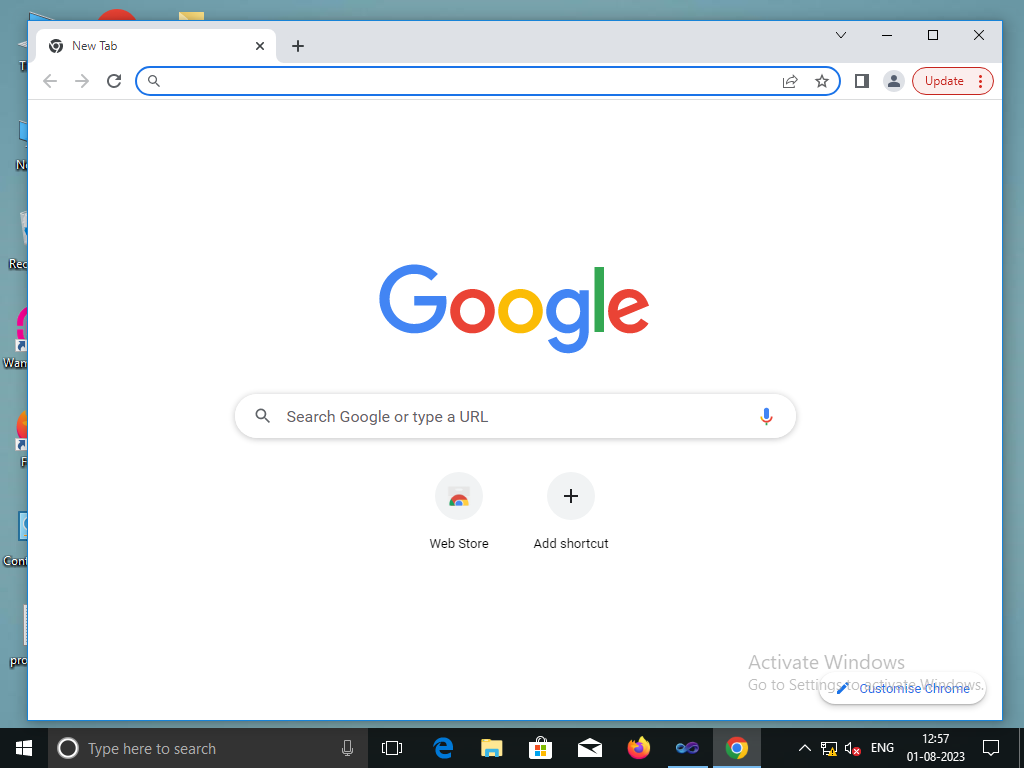 New Tab
Update
Google
Search Google or type a URL
Web Store
Add shortcut
Activate Windows
Go to Settings to activate Windows.
Customise Chrome
Type here to search
ENG
12:57
01-08-2023